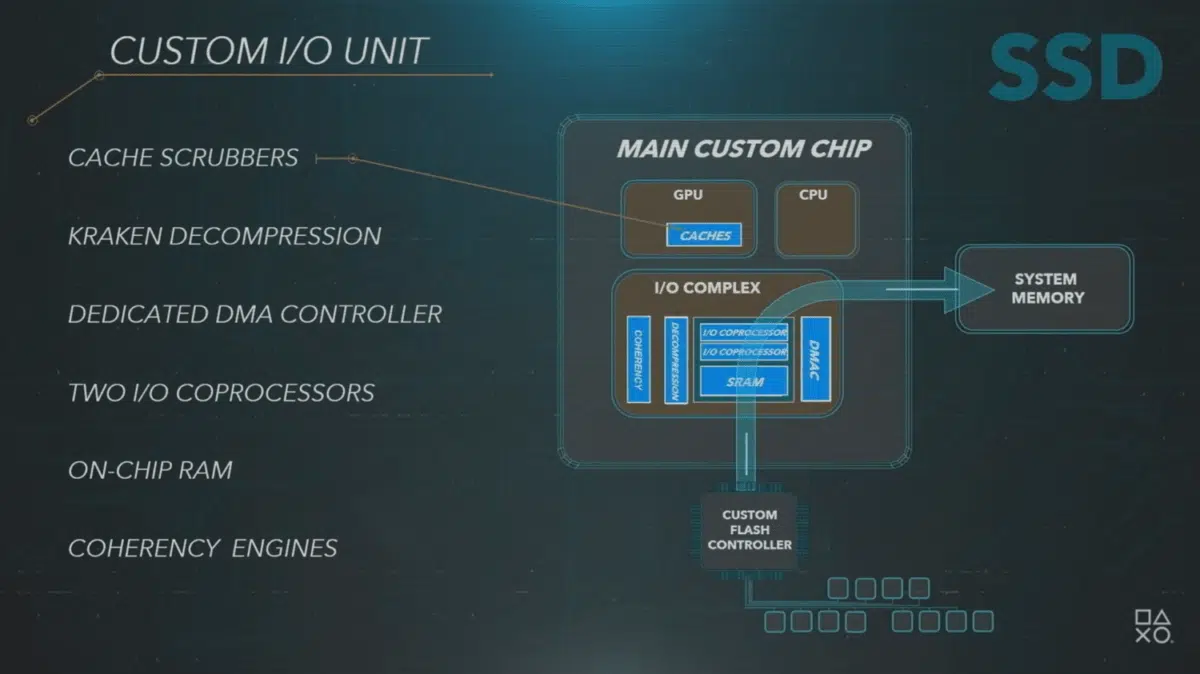 CUSTOM I/O UNIT
SSD
CACHE SCRUBBERS
KRAKEN DECOMPRESSION
DEDICATED DMA CONTROLLER
TWO I/O COPROCESSORS
ON-CHIP RAM
COHERENCY ENGINES
MAIN CUSTOM CHIP
GPU
CPU
CACHES
I/O COMPLEX
COHERENCY
DECOMPRESSION
I/O COPROCESSOR
I/O COPROCESSOR
SRAM
DMAC
SYSTEM
MEMORY
CUSTOM
FLASH
CONTROLLER